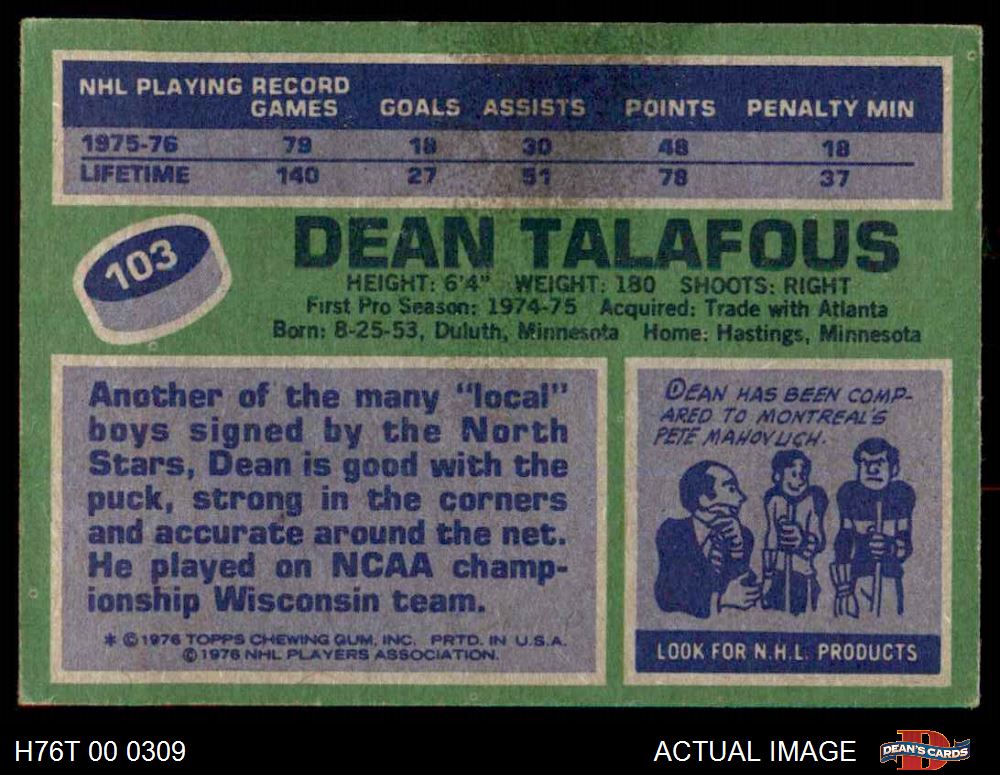 NHL PLAYING RECORD
GAMES GOALS ASSISTS POINTS PENALTY MIN
1975-76 79 18 30 48 18
LIFETIME 140 27 51 78 37
103
DEAN TALAFOUS
HEIGHT: 6'4" WEIGHT: 180 SHOOTS: RIGHT
First Pro Season: 1974-75 Acquired: Trade with Atlanta
Born: 8-25-53, Duluth, Minnesota Home: Hastings, Minnesota
Another of the many "local"
boys signed by the North
Stars, Dean is good with the
puck, strong in the corners
and accurate around the net.
He played on NCAA champ-
ionship Wisconsin team.
* © 1976 TOPPS CHEWING GUM, INC. PRTD. IN U.S.A.
© 1976 NHL PLAYERS ASSOCIATION.
DEAN HAS BEEN COMP-
ARED TO MONTREAL'S
PETE MAHOVLICH.
LOOK FOR N.H.L. PRODUCTS
H76T 00 0309
ACTUAL IMAGE
D
DEAN'S CARDS